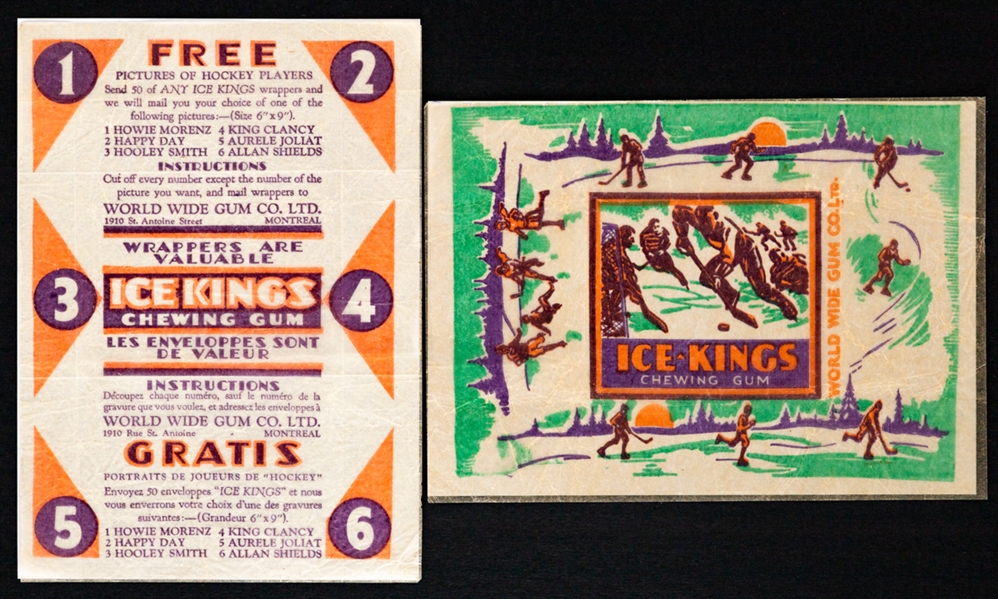 1
FREE
2
PICTURES OF HOCKEY PLAYERS
Send 50 of ANY ICE KINGS wrappers and
we will mail you your choice of one of the
following pictures:—(Size 6"x9").
1 HOWIE MORENZ 4 KING CLANCY
2 HAPPY DAY 5 AURELE JOLIAT
3 HOOLEY SMITH 6 ALLAN SHIELDS
INSTRUCTIONS
Cut off every number except the number of the
picture you want, and mail wrappers to
WORLD WIDE GUM CO. LTD.
1910 St. Antoine Street MONTREAL
WRAPPERS ARE
VALUABLE
3
ICE KINGS
4
CHEWING GUM
LES ENVELOPPES SONT
DE VALEUR
INSTRUCTIONS
Découpez chaque numéro, sauf le numéro de la
gravure que vous voulez, et adressez les enveloppes à
WORLD WIDE GUM CO. LTD.
1910 Rue St. Antoine MONTREAL
GRATIS
PORTRAITS DE JOUEURS DE "HOCKEY"
Envoyez 50 enveloppes "ICE KINGS" et nous
vous enverrons votre choix d'une des gravures
suivantes:—(Grandeur 6"x9").
5
6
1 HOWIE MORENZ 4 KING CLANCY
2 HAPPY DAY 5 AURELE JOLIAT
3 HOOLEY SMITH 6 ALLAN SHIELDS
ICE-KINGS
CHEWING GUM
WORLD WIDE GUM CO. LTD.